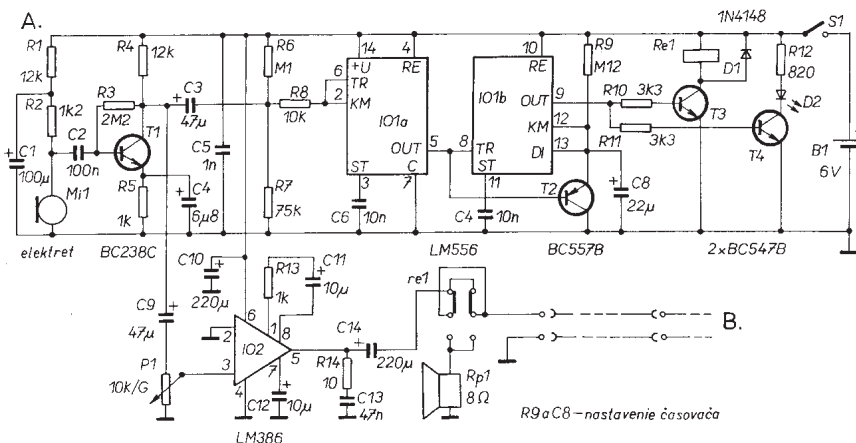 A.
1N4148
S1
R1
12k
R4
12k
R6
M1
14
4
10
R9
M12
Re1
D1
R12
820
+U
TR
KM
RE
IO1a
OUT
ST
C
6
2
5
3
7
RE
IO1b
OUT
KM
DI
TR
ST
9
12
13
8
11
R2
1k2
R3
2M2
C3
+
47µ
R8
10k
R10
3k3
R11
3k3
T3
D2
T4
B1
6V
C1
+
100µ
C2
100n
T1
C5
1n
Mi1
R5
1k
C4
+
6µ8
R7
75k
C6
10n
C4
10n
T2
C8
+
22µ
elektret
BC238C
LM556
BC557B
2xBC547B
C10
+
220µ
R13
1k
C11
+
10µ
re1
C9
+
47µ
6
1
8
2
IO2
5
3
7
4
C14
+
220µ
B.
P1
10k/G
R14
10
Rp1
8Ω
C12
+
10µ
C13
47n
LM386
R9 a C8 – nastavenie časovača